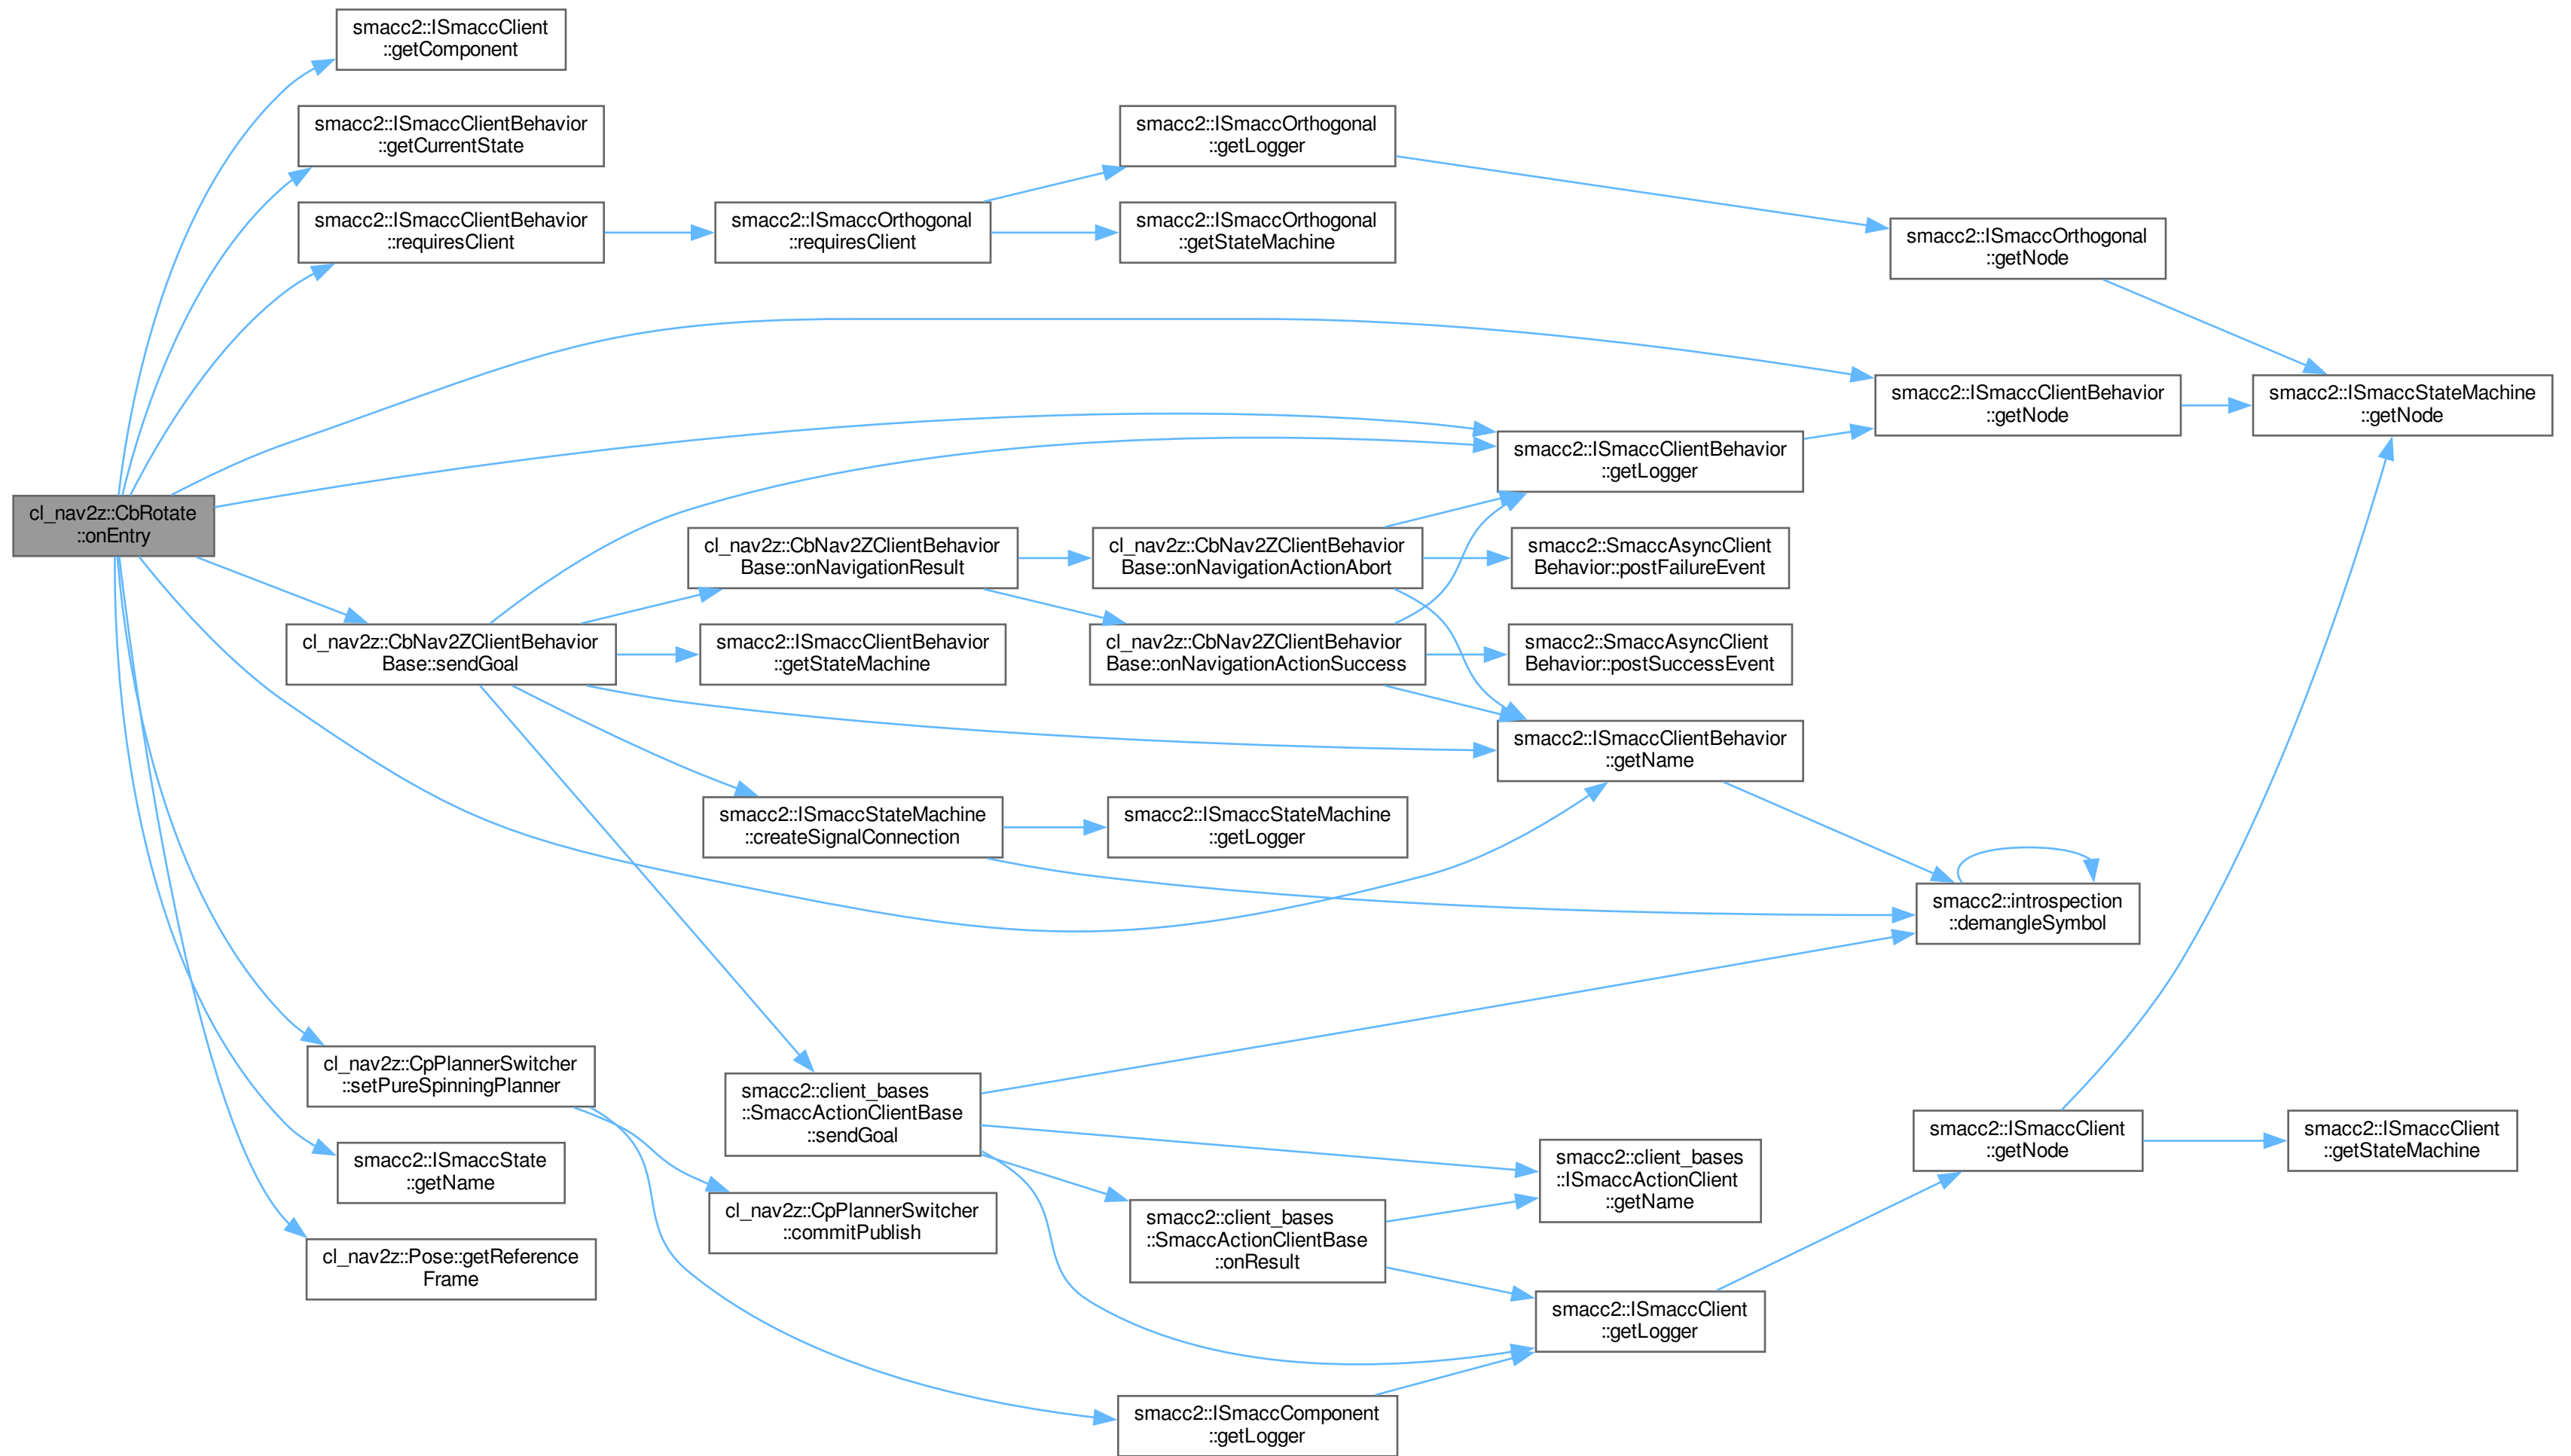 smacc2::ISmaccClient
::getComponent
smacc2::ISmaccClientBehavior
::getCurrentState
smacc2::ISmaccClientBehavior
::requiresClient
smacc2::ISmaccOrthogonal
::requiresClient
smacc2::ISmaccOrthogonal
::getLogger
smacc2::ISmaccOrthogonal
::getStateMachine
smacc2::ISmaccOrthogonal
::getNode
smacc2::ISmaccClientBehavior
::getNode
smacc2::ISmaccStateMachine
::getNode
smacc2::ISmaccClientBehavior
::getLogger
cl_nav2z::CbRotate
::onEntry
cl_nav2z::CbNav2ZClientBehavior
Base::onNavigationResult
cl_nav2z::CbNav2ZClientBehavior
Base::onNavigationActionAbort
smacc2::SmaccAsyncClient
Behavior::postFailureEvent
cl_nav2z::CbNav2ZClientBehavior
Base::sendGoal
smacc2::ISmaccClientBehavior
::getStateMachine
cl_nav2z::CbNav2ZClientBehavior
Base::onNavigationActionSuccess
smacc2::SmaccAsyncClient
Behavior::postSuccessEvent
smacc2::ISmaccClientBehavior
::getName
smacc2::ISmaccStateMachine
::createSignalConnection
smacc2::ISmaccStateMachine
::getLogger
smacc2::introspection
::demangleSymbol
cl_nav2z::CpPlannerSwitcher
::setPureSpinningPlanner
smacc2::client_bases
::SmaccActionClientBase
::sendGoal
smacc2::ISmaccState
::getName
cl_nav2z::CpPlannerSwitcher
::commitPublish
smacc2::client_bases
::SmaccActionClientBase
::onResult
smacc2::client_bases
::ISmaccActionClient
::getName
smacc2::ISmaccClient
::getNode
smacc2::ISmaccClient
::getStateMachine
cl_nav2z::Pose::getReference
Frame
smacc2::ISmaccClient
::getLogger
smacc2::ISmaccComponent
::getLogger